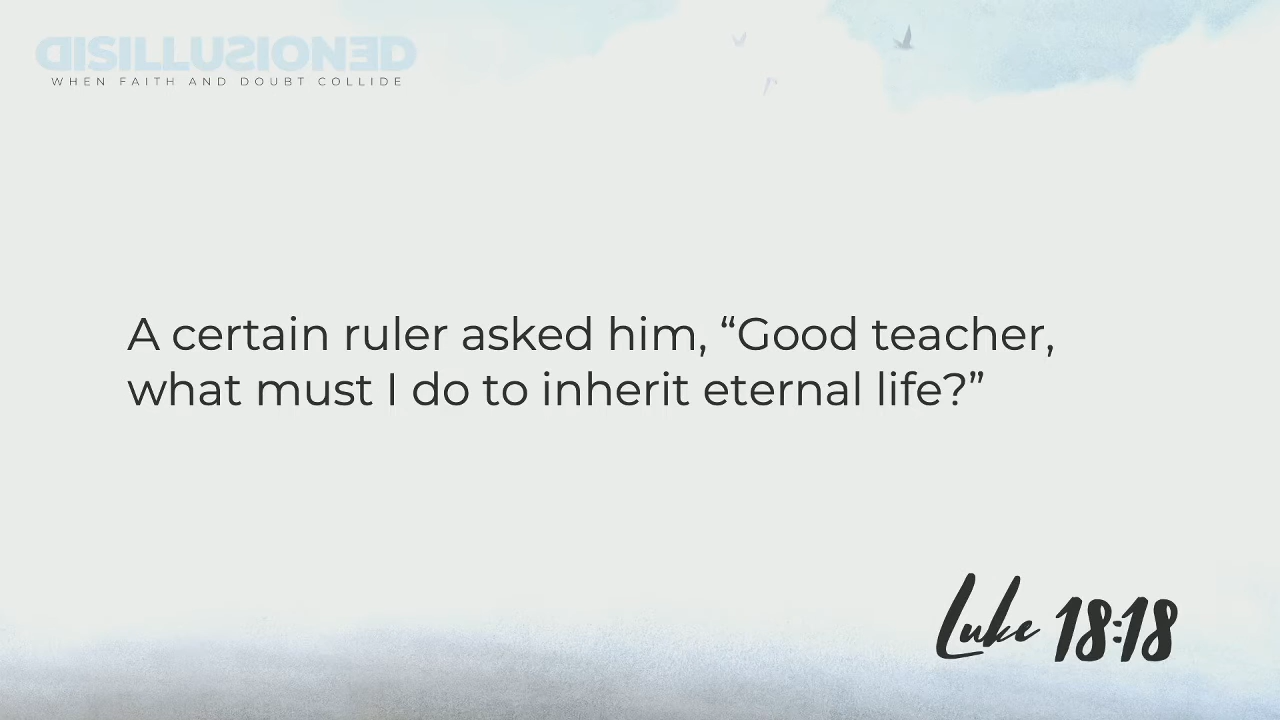 DISILLUSIONED
WHEN FAITH AND DOUBT COLLIDE
A certain ruler asked him, “Good teacher,
what must I do to inherit eternal life?”
Luke 18:18